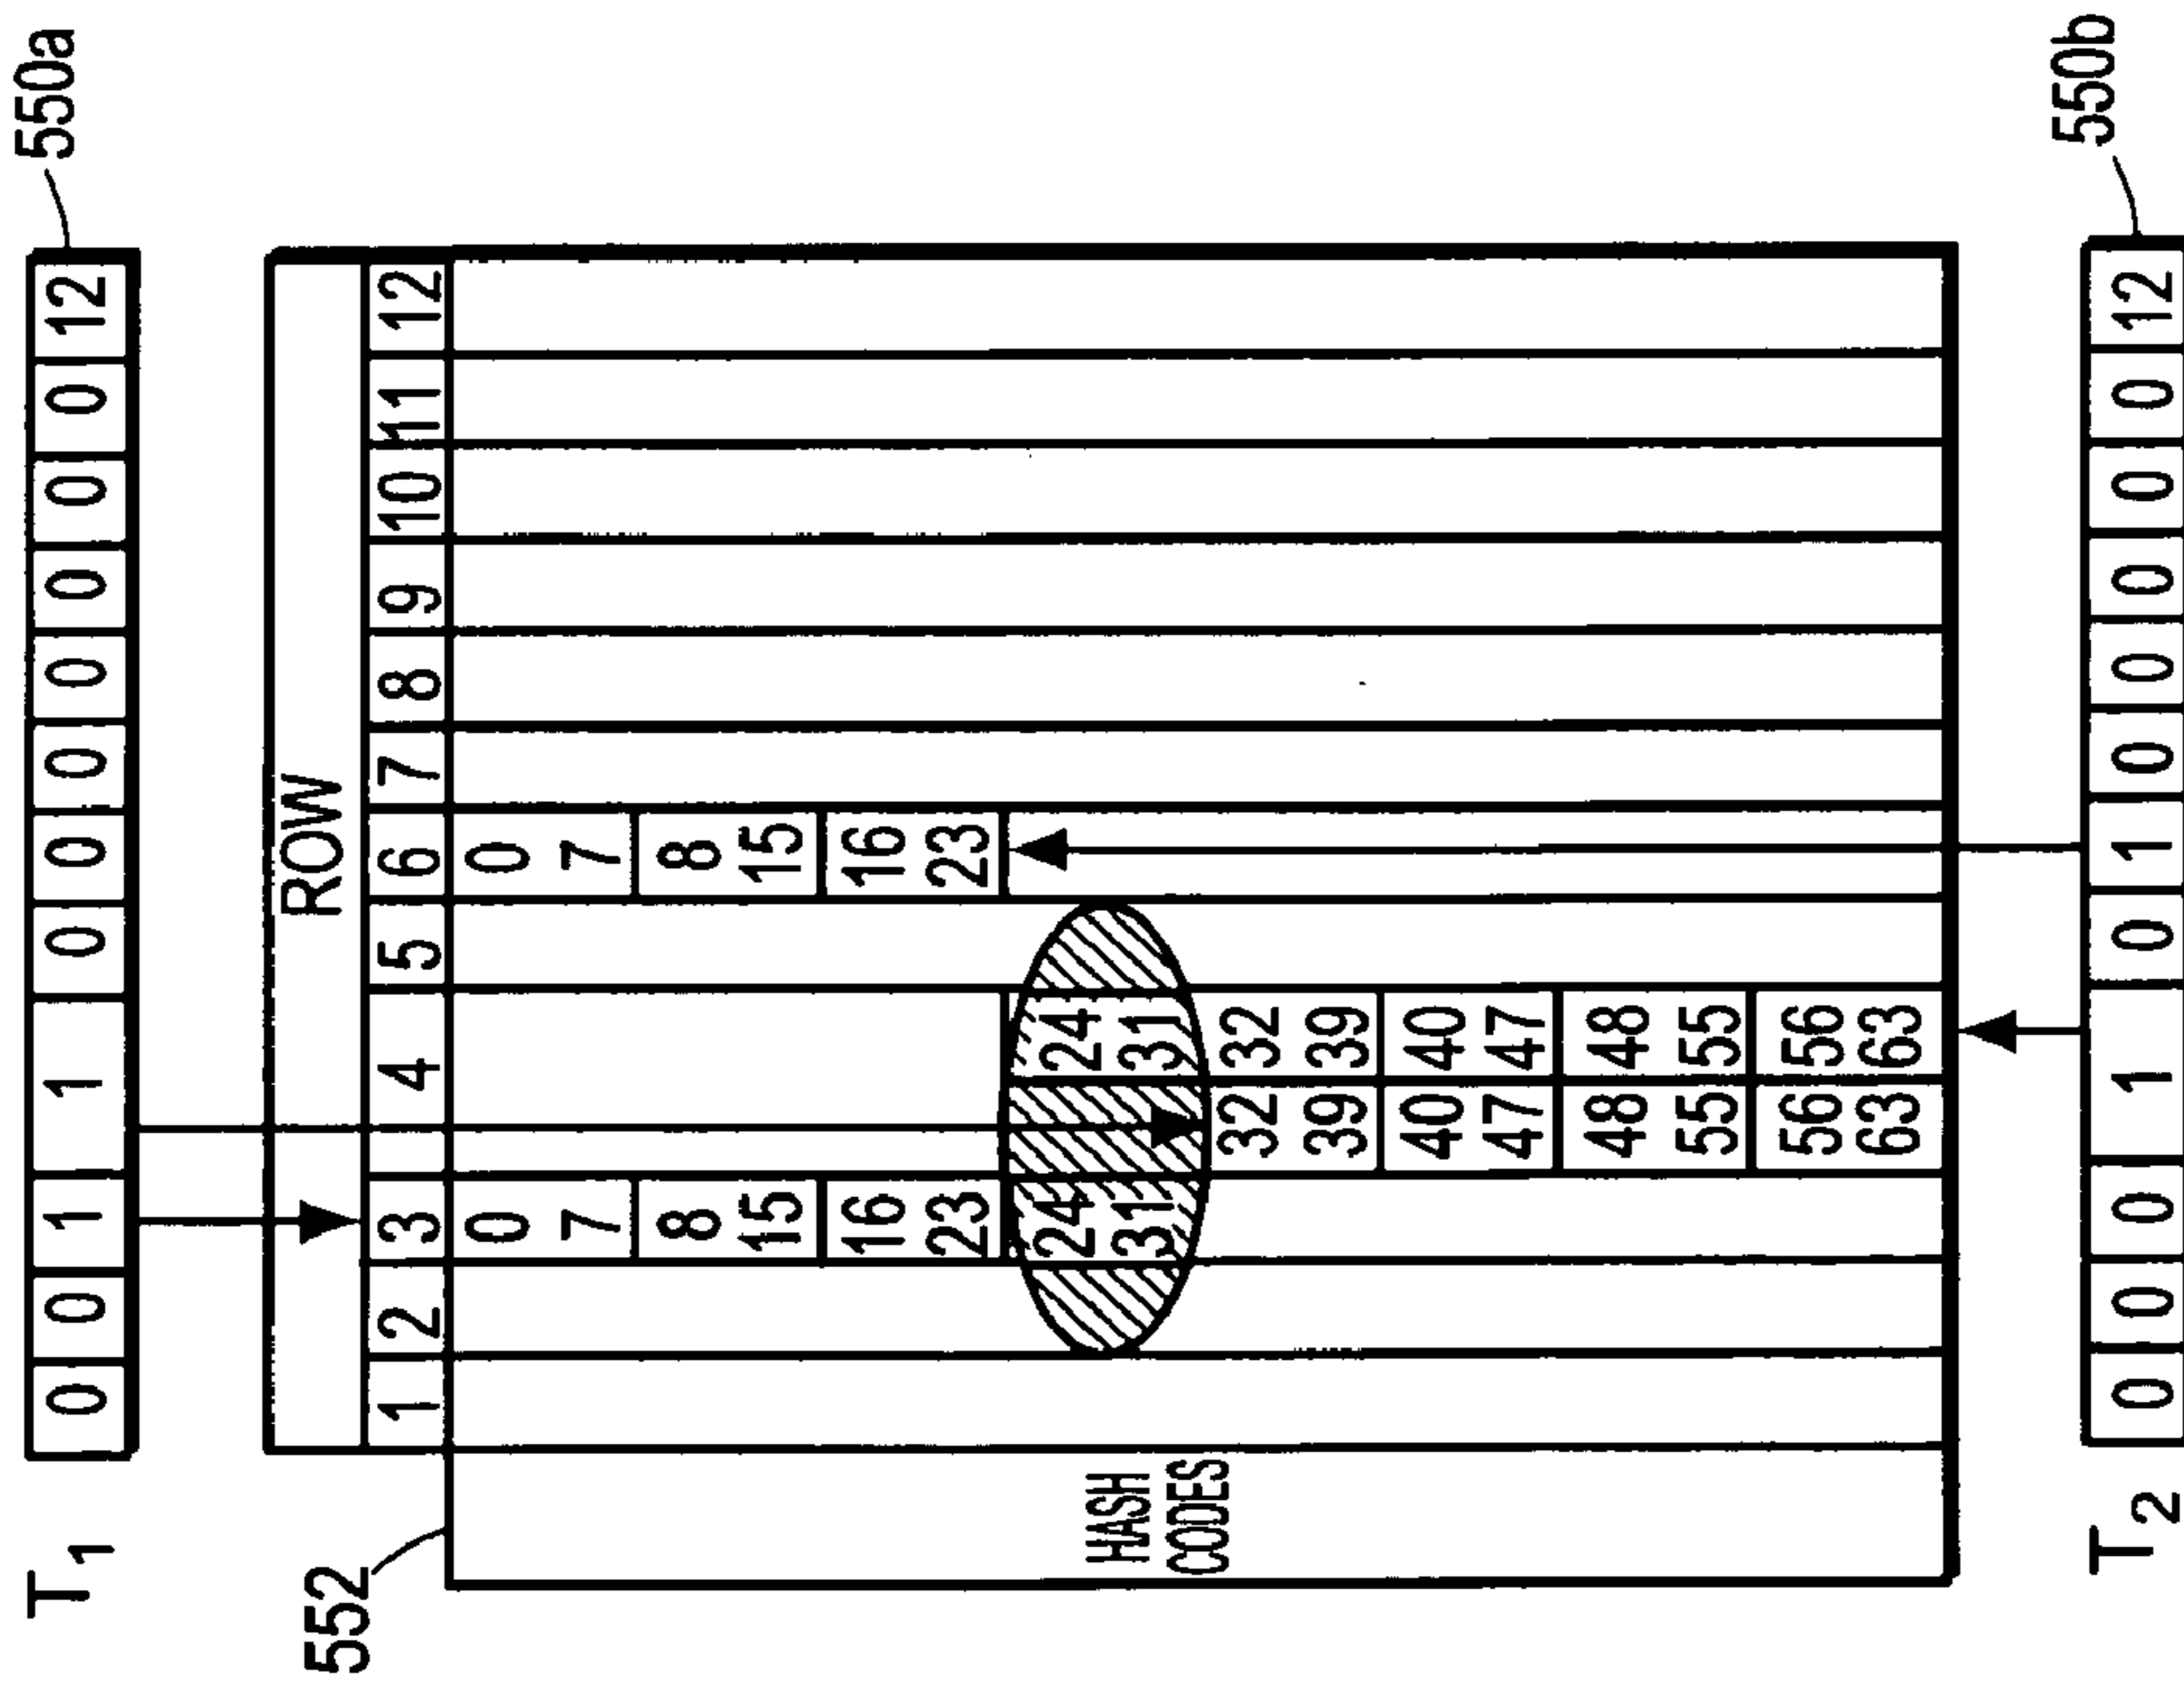 T1 0 0 1 1 0 0 0 0 0 0 0 12 550a
ROW
552
1 2 3 4 5 6 7 8 9 10 11 12
0 0
7 7
8 8
15 15
16 16
23 23
24 24
31 31
HASH
CODES
32 32
39 39
40 40
47 47
48 48
55 55
56 56
63 63
T2 0 0 0 1 0 1 0 0 0 0 0 12 550b